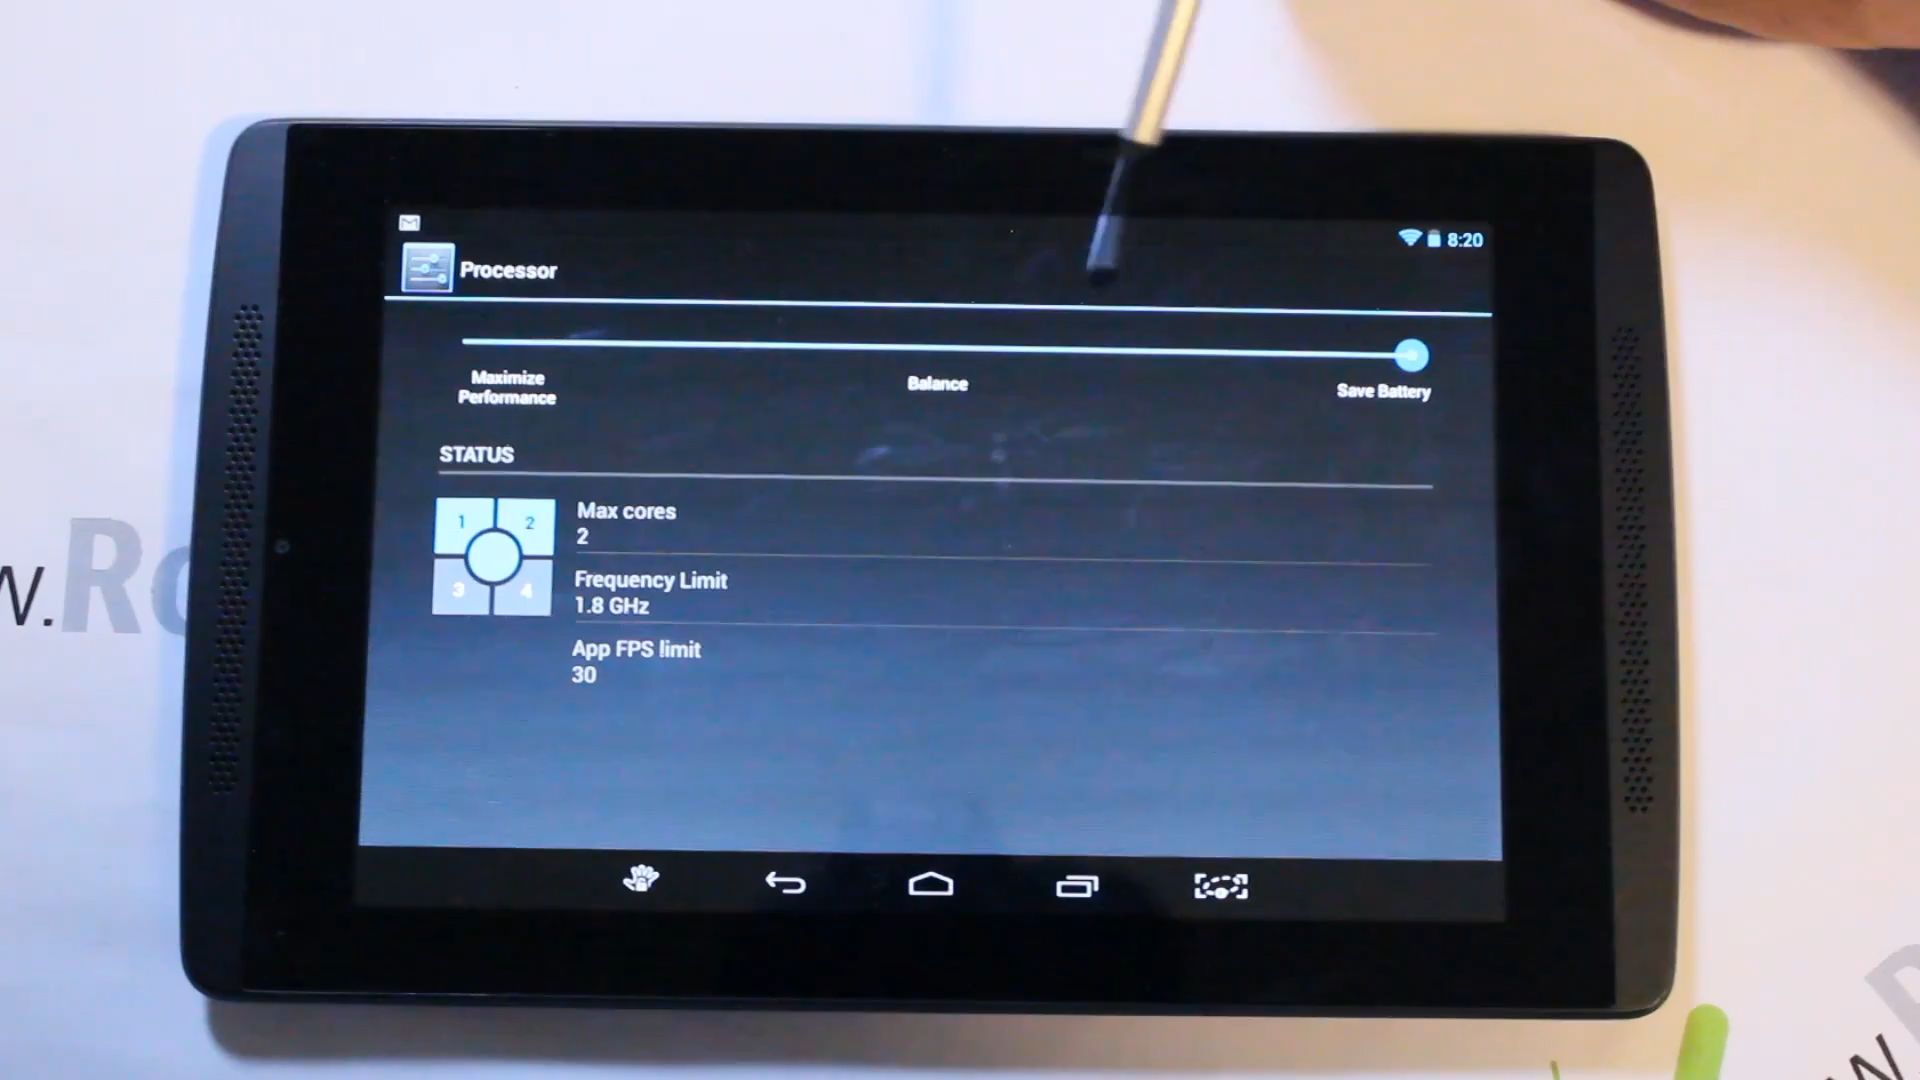 8:20
Processor
Maximize
Performance
Balance
Save Battery
STATUS
1 2
3 4
Max cores
2
Frequency Limit
1.8 GHz
App FPS limit
30